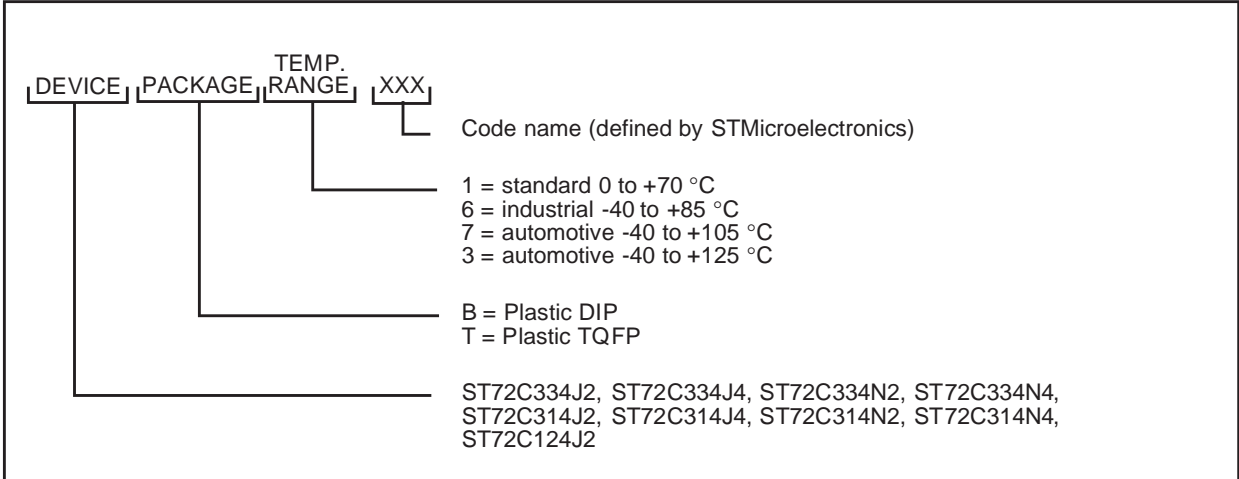 TEMP.
DEVICE PACKAGE RANGE XXX
Code name (defined by STMicroelectronics)
1 = standard 0 to +70 °C
6 = industrial -40 to +85 °C
7 = automotive -40 to +105 °C
3 = automotive -40 to +125 °C
B = Plastic DIP
T = Plastic TQFP
ST72C334J2, ST72C334J4, ST72C334N2, ST72C334N4,
ST72C314J2, ST72C314J4, ST72C314N2, ST72C314N4,
ST72C124J2